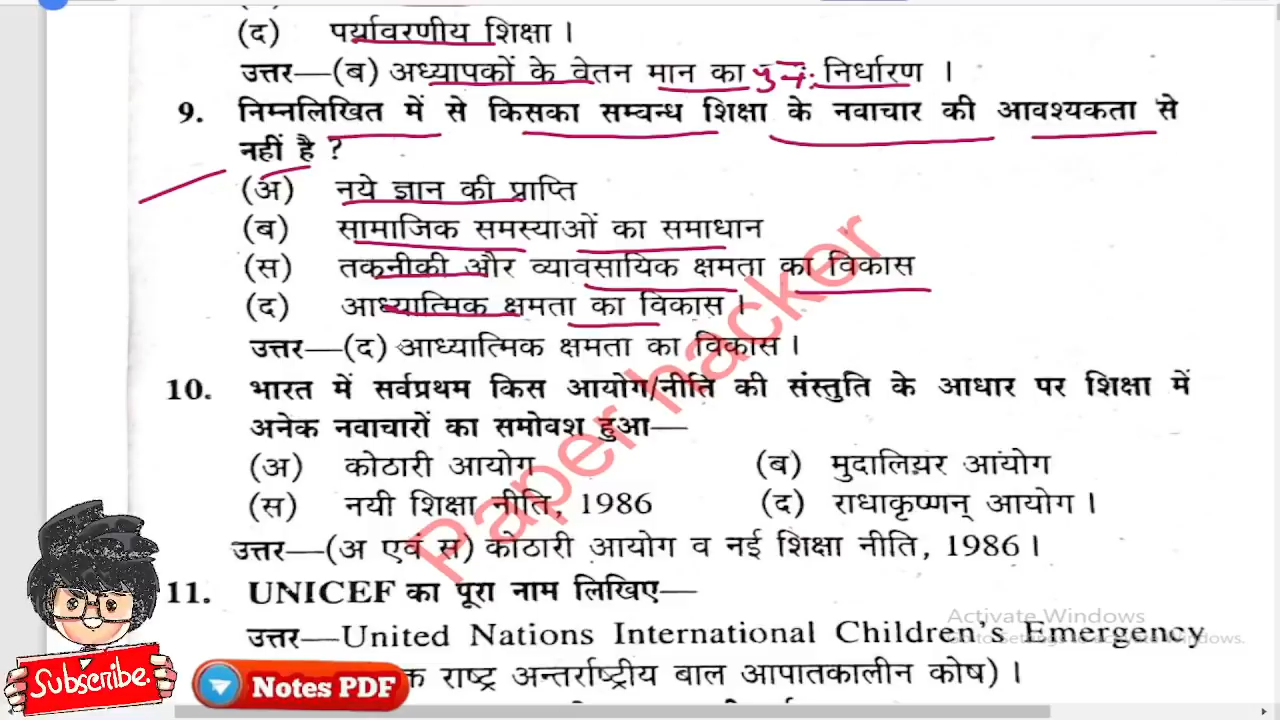 (द) पर्यावरणीय शिक्षा ।
उत्तर—(ब) अध्यापकों के वेतन मान का पुनः निर्धारण ।
9. निम्नलिखित में से किसका सम्वन्ध शिक्षा के नवाचार की आवश्यकता से
नहीं है ?
(अ) नये ज्ञान की प्राप्ति
(ब) सामाजिक समस्याओं का समाधान
(स) तकनीकी और व्यावसायिक क्षमता का विकास
(द) आध्यात्मिक क्षमता का विकास ।
उत्तर—(द) आध्यात्मिक क्षमता का विकास ।
10. भारत में सर्वप्रथम किस आयोग/नीति की संस्तुति के आधार पर शिक्षा में
अनेक नवाचारों का समोवश हुआ—
(अ) कोठारी आयोग (ब) मुदालियर आयोग
(स) नयी शिक्षा नीति, 1986 (द) राधाकृष्णन् आयोग ।
उत्तर—(अ एवं स) कोठारी आयोग व नई शिक्षा नीति, 1986 ।
11. UNICEF का पूरा नाम लिखिए—
उत्तर—United Nations International Children's Emergency
राष्ट्र अन्तर्राष्ट्रीय बाल आपातकालीन कोष) ।
Paper hacker
Activate Windows
Subscribe.
Notes PDF